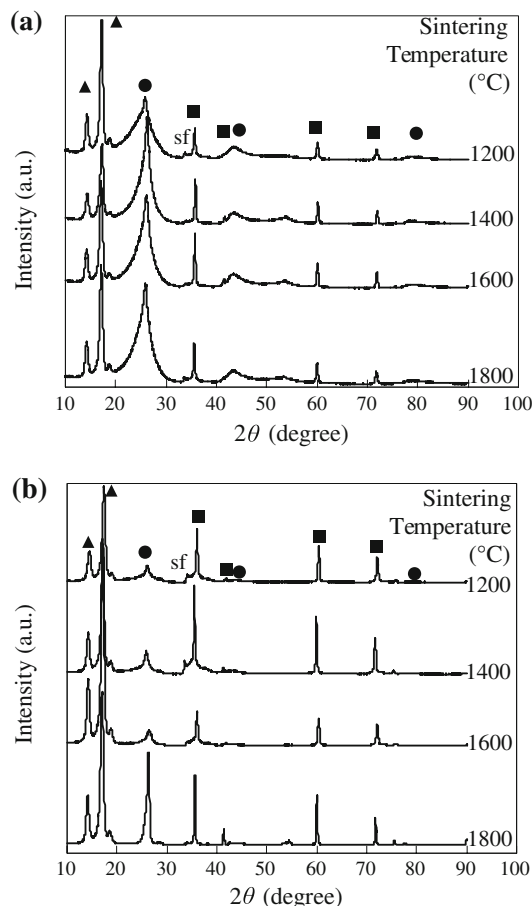 (a)
Sintering
Temperature
(°C)
sf
1200
1400
1600
1800
Intensity (a.u.)
10 20 30 40 50 60 70 80 90 100
2θ (degree)
(b)
Sintering
Temperature
(°C)
sf
1200
1400
1600
1800
Intensity (a.u.)
10 20 30 40 50 60 70 80 90 100
2θ (degree)